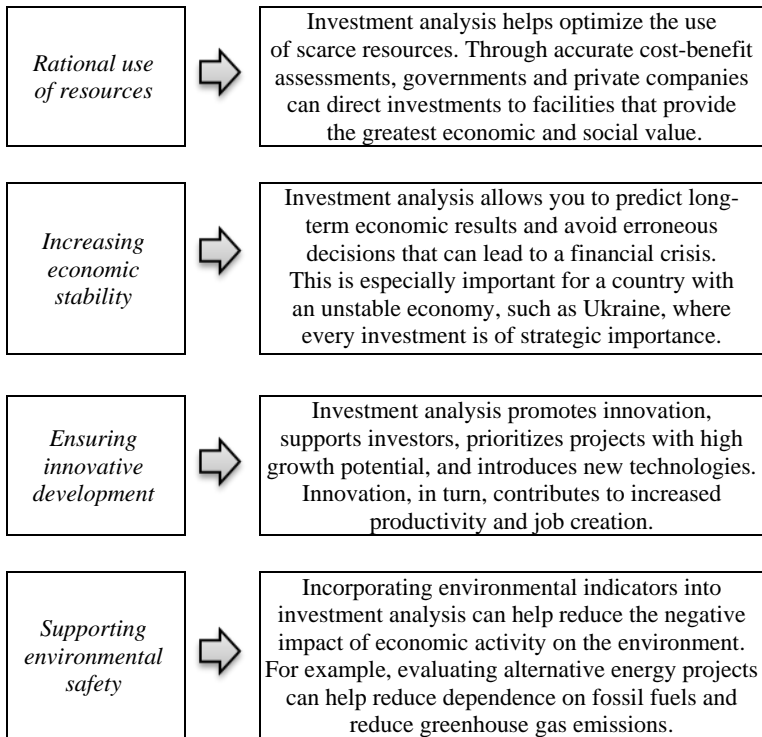 Rational use
of resources
Investment analysis helps optimize the use
of scarce resources. Through accurate cost-benefit
assessments, governments and private companies
can direct investments to facilities that provide
the greatest economic and social value.
Increasing
economic
stability
Investment analysis allows you to predict long-
term economic results and avoid erroneous
decisions that can lead to a financial crisis.
This is especially important for a country with
an unstable economy, such as Ukraine, where
every investment is of strategic importance.
Ensuring
innovative
development
Investment analysis promotes innovation,
supports investors, prioritizes projects with high
growth potential, and introduces new technologies.
Innovation, in turn, contributes to increased
productivity and job creation.
Supporting
environmental
safety
Incorporating environmental indicators into
investment analysis can help reduce the negative
impact of economic activity on the environment.
For example, evaluating alternative energy projects
can help reduce dependence on fossil fuels and
reduce greenhouse gas emissions.